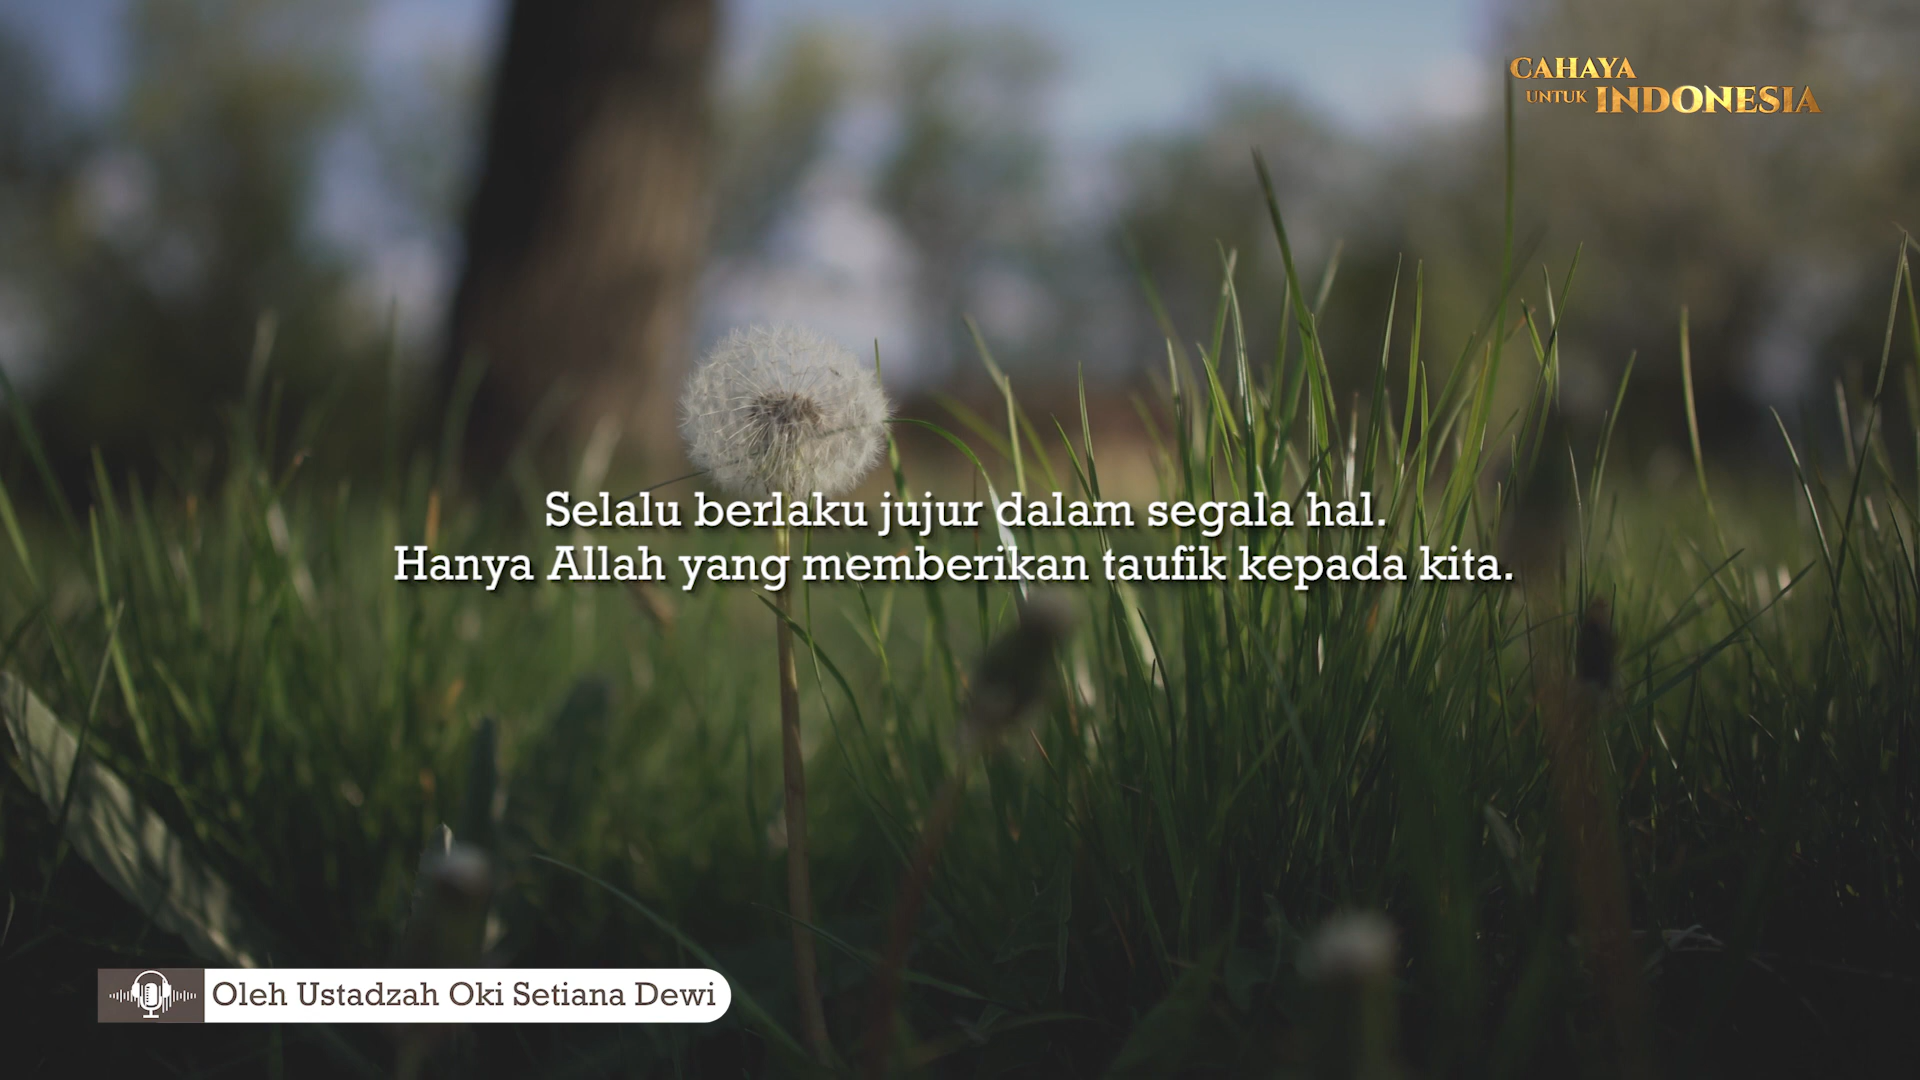 CAHAYA
UNTUK INDONESIA
Selalu berlaku jujur dalam segala hal.
Hanya Allah yang memberikan taufik kepada kita.
Oleh Ustadzah Oki Setiana Dewi